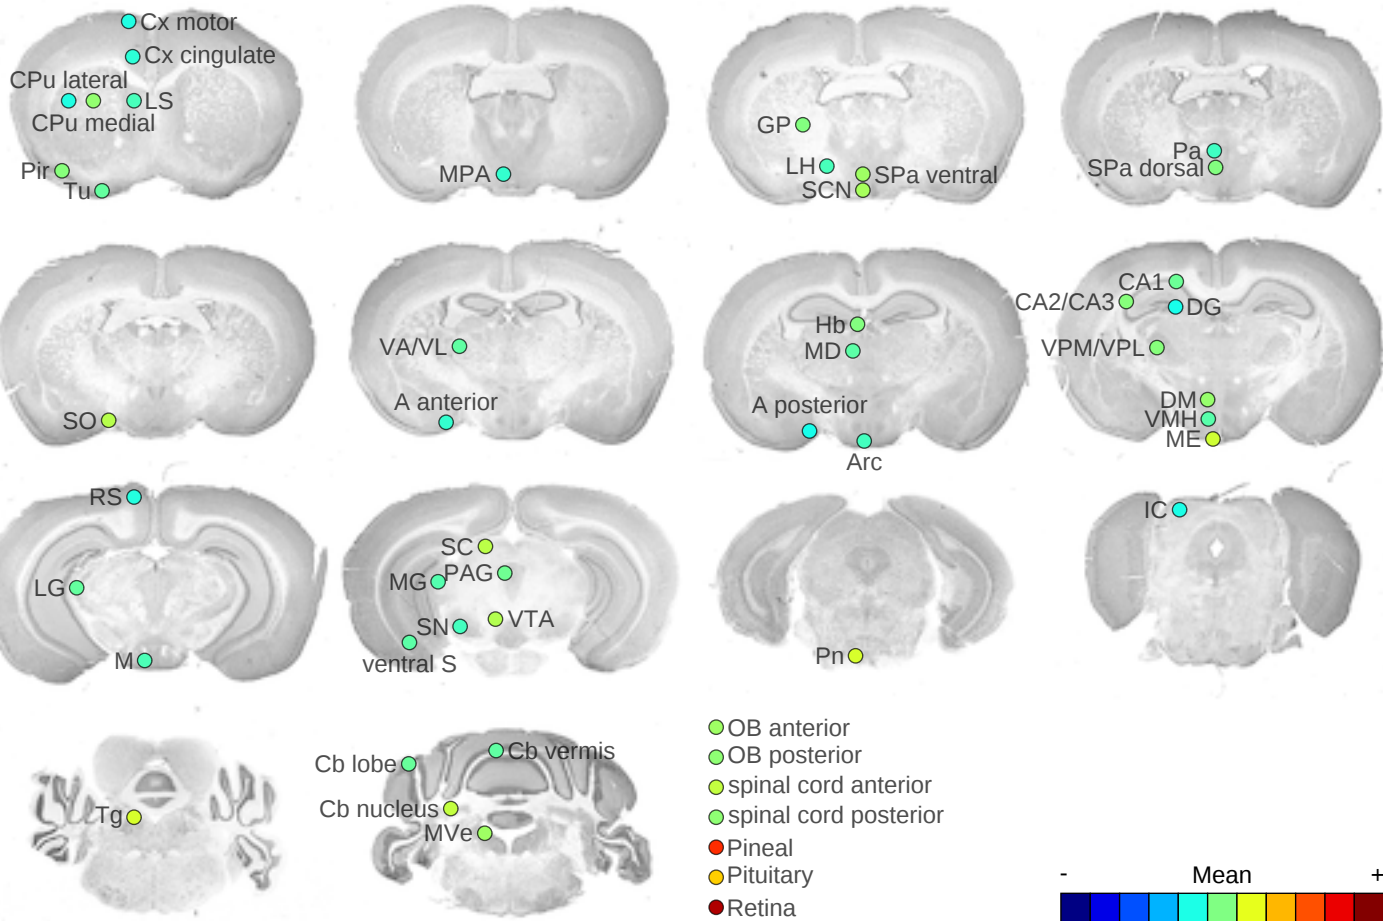 Cx motor
Cx cingulate
CPu lateral
LS
CPu medial
Pir
Tu
MPA
GP
LH
SPa ventral
SCN
Pa
SPa dorsal
SO
VA/VL
A anterior
Hb
MD
A posterior
Arc
CA1
CA2/CA3
DG
VPM/VPL
DM
VMH
ME
RS
LG
M
SC
PAG
MG
VTA
SN
ventral S
Pn
IC
Tg
Cb vermis
Cb lobe
Cb nucleus
MVe
OB anterior
OB posterior
spinal cord anterior
spinal cord posterior
Pineal
Pituitary
Retina
- Mean +